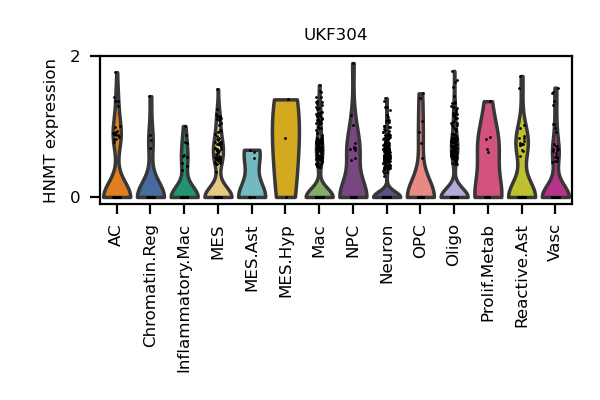 UKF304
HNMT expression
2
0
AC
Chromatin.Reg
Inflammatory.Mac
MES
MES.Ast
MES.Hyp
Mac
NPC
Neuron
OPC
Oligo
Prolif.Metab
Reactive.Ast
Vasc